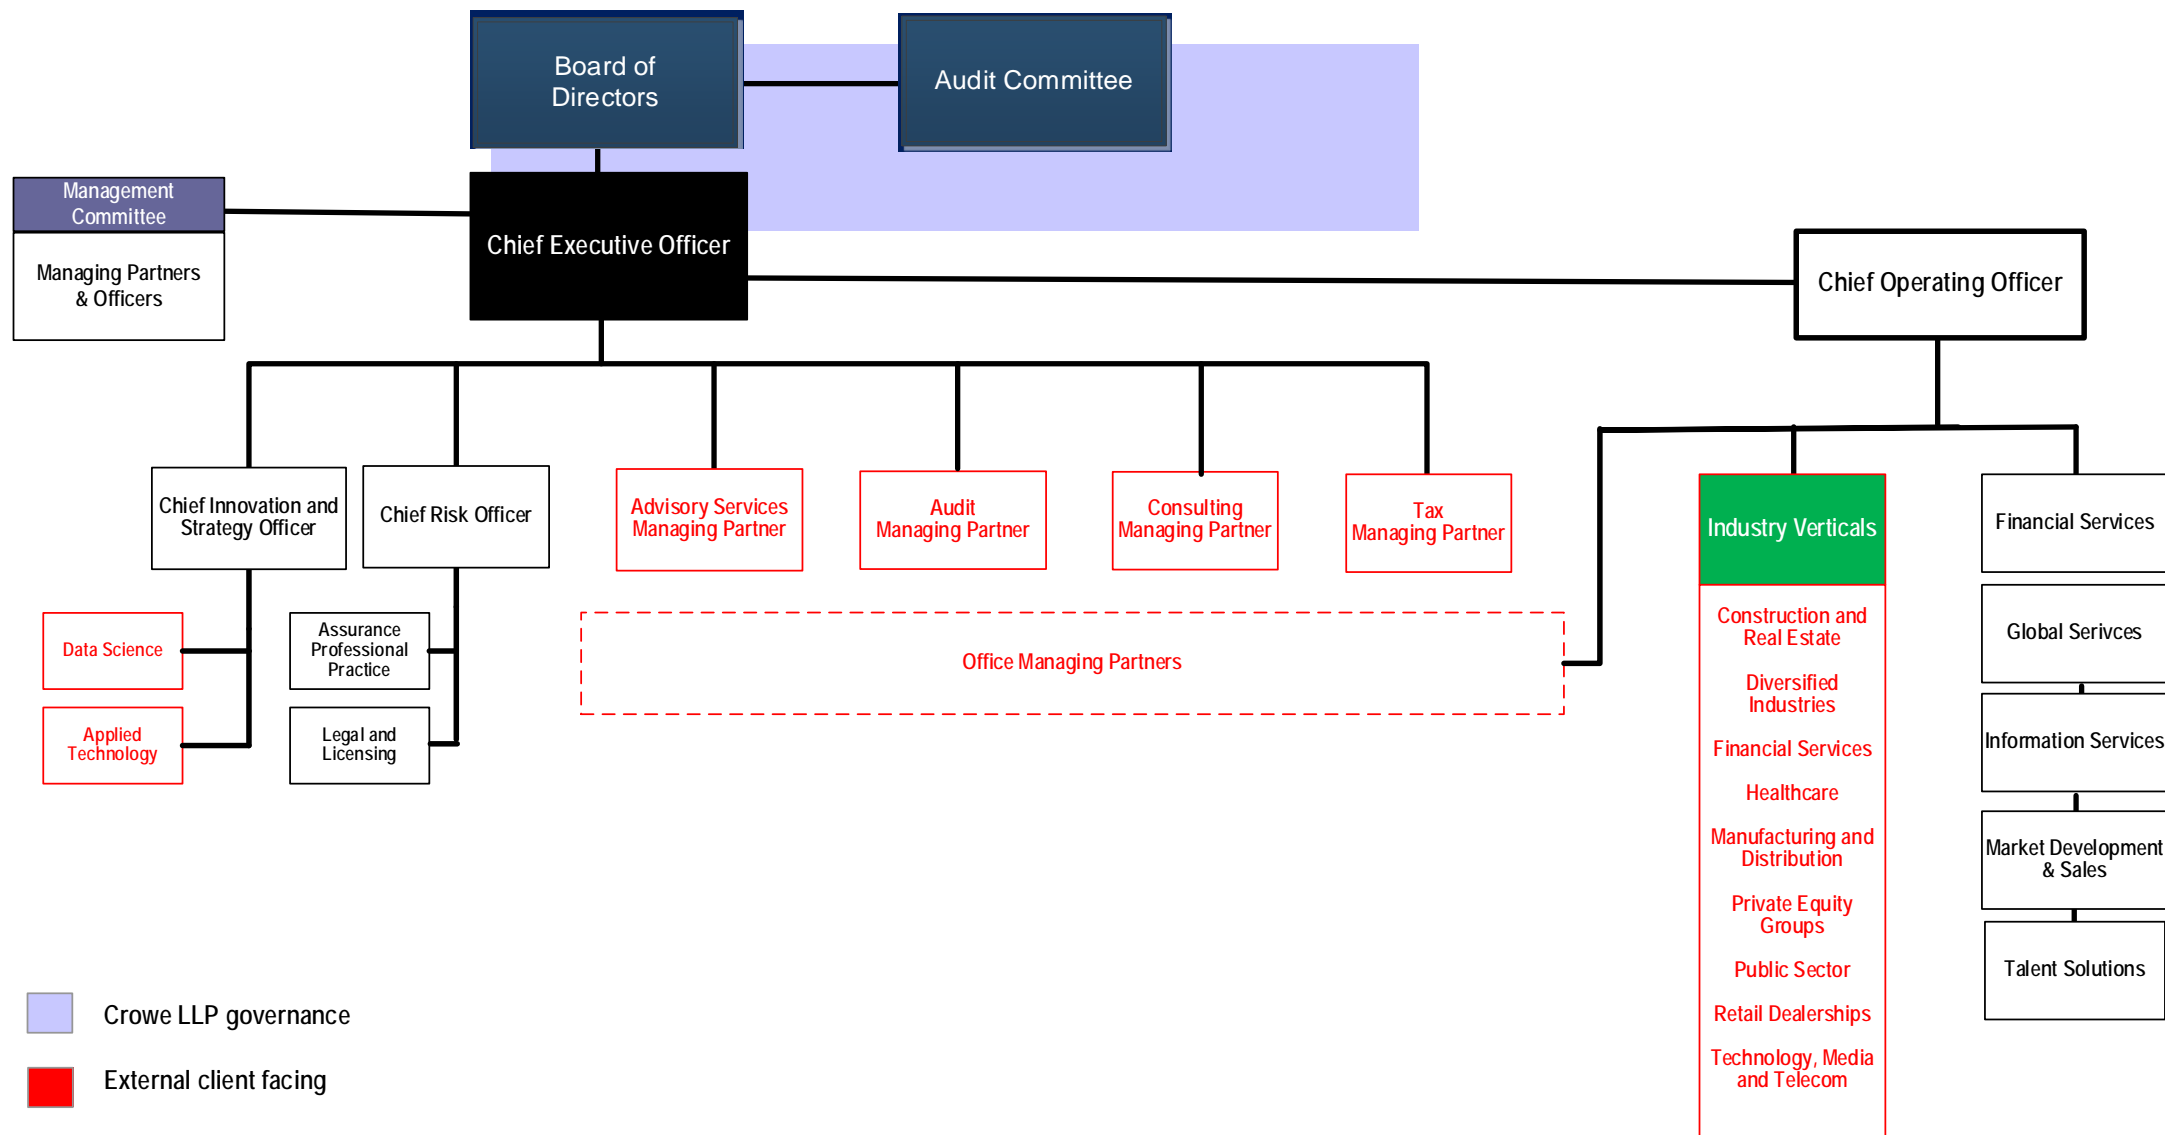 Board of
Directors
Audit Committee
Management
Committee
Managing Partners
& Officers
Chief Executive Officer
Chief Operating Officer
Chief Innovation and
Strategy Officer
Chief Risk Officer
Advisory Services
Managing Partner
Audit
Managing Partner
Consulting
Managing Partner
Tax
Managing Partner
Data Science
Applied
Technology
Assurance
Professional
Practice
Legal and
Licensing
Office Managing Partners
Industry Verticals
Construction and
Real Estate
Diversified
Industries
Financial Services
Healthcare
Manufacturing and
Distribution
Private Equity
Groups
Public Sector
Retail Dealerships
Technology, Media
and Telecom
Financial Services
Global Serivces
Information Services
Market Development
& Sales
Talent Solutions
Crowe LLP governance
External client facing